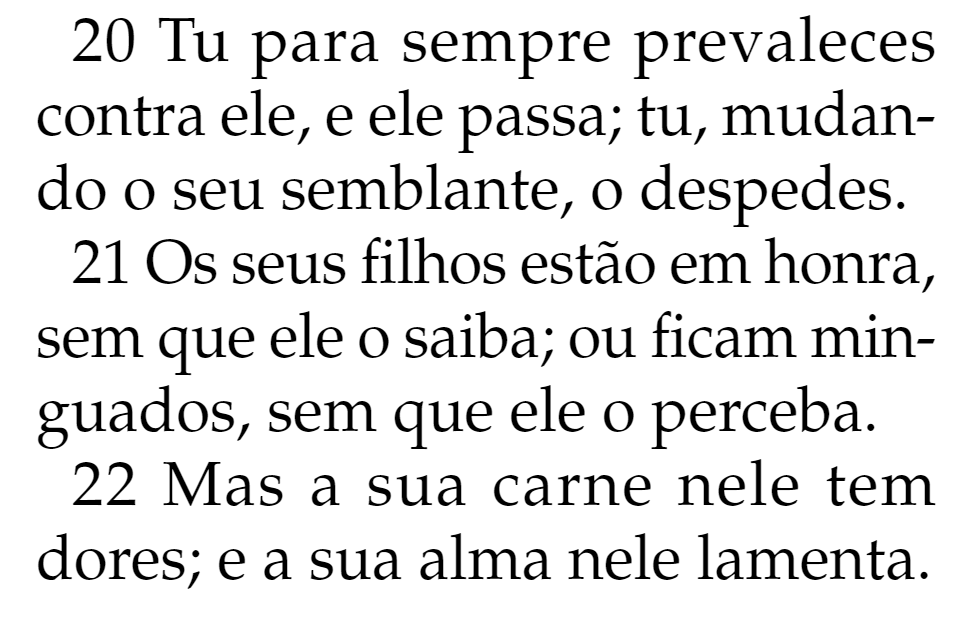 20 Tu para sempre prevaleces
contra ele, e ele passa; tu, mudan-
do o seu semblante, o despedes.
21 Os seus filhos estão em honra,
sem que ele o saiba; ou ficam min-
guados, sem que ele o perceba.
22 Mas a sua carne nele tem
dores; e a sua alma nele lamenta.